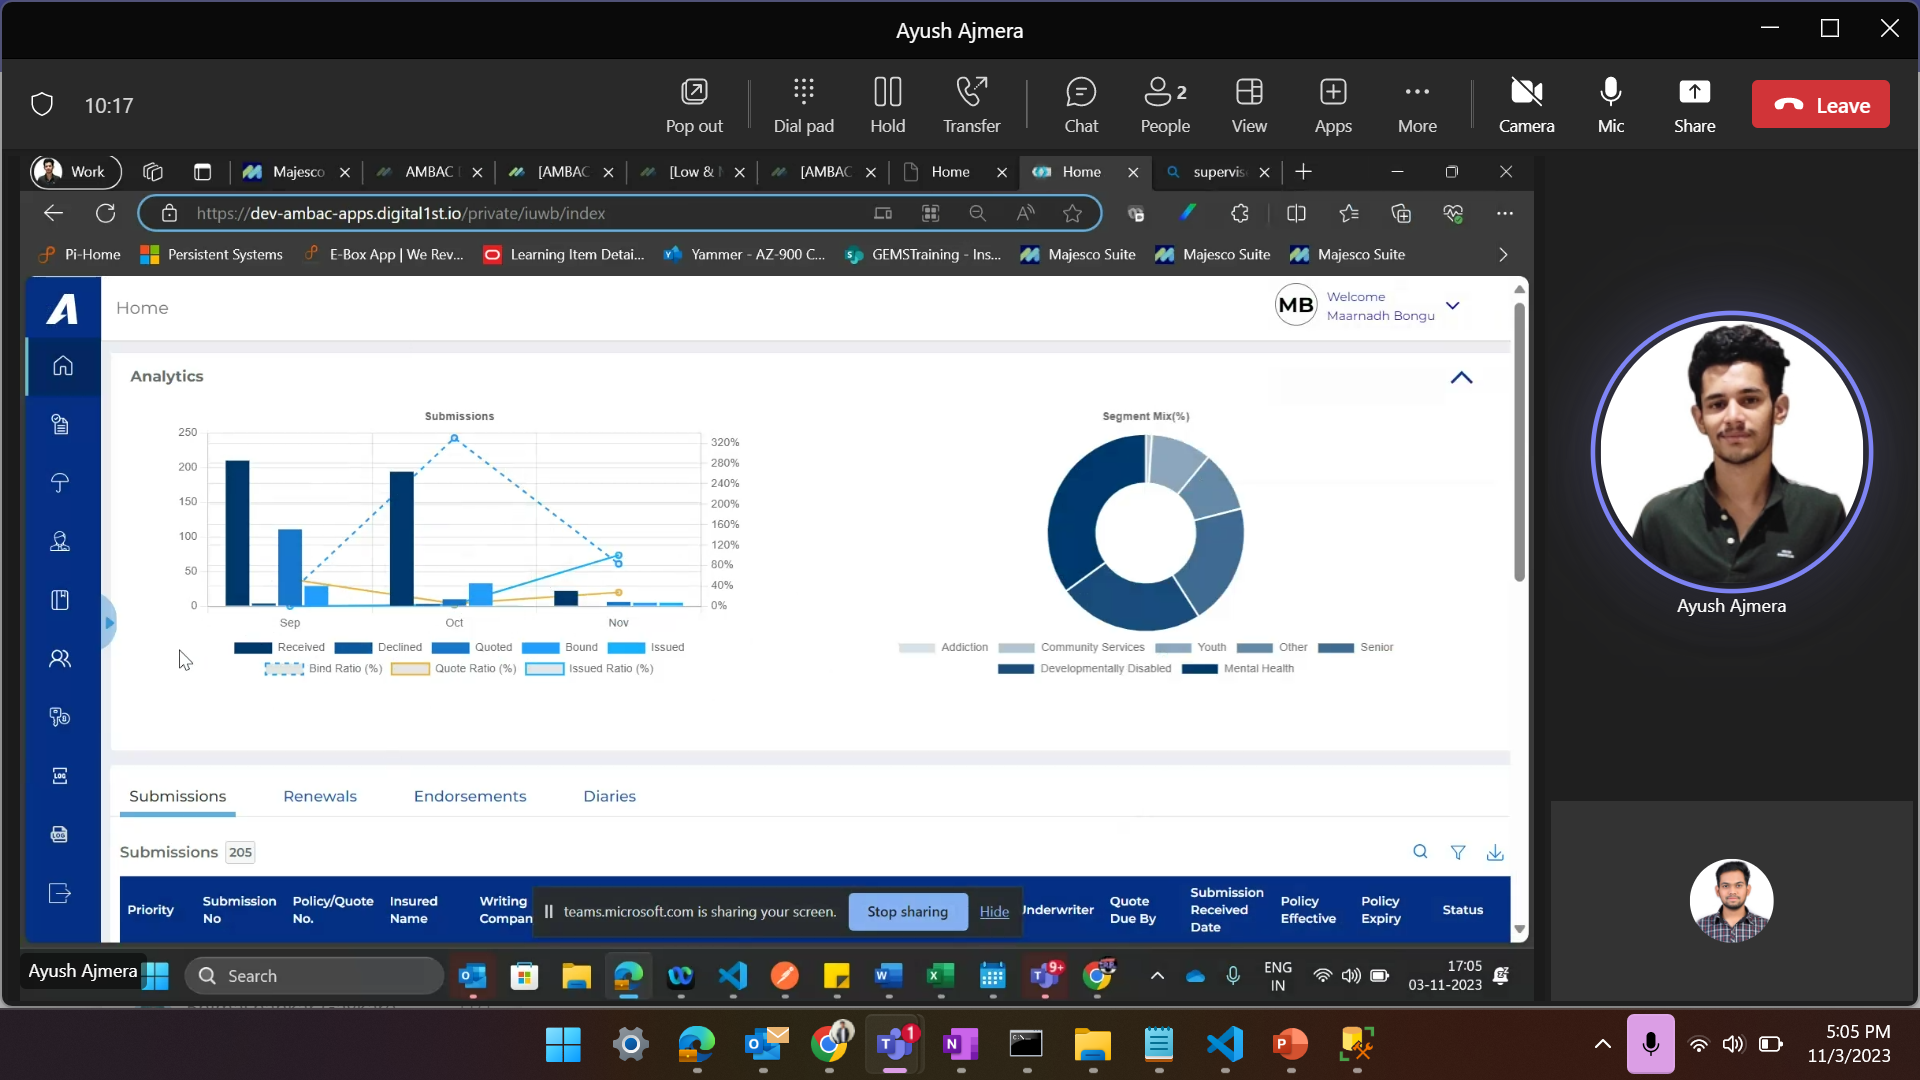 Ayush Ajmera
10:17
Pop out
Dial pad
Hold
Transfer
Chat
2
People
View
Apps
More
Camera
Mic
Share
Leave
Work
Majesco
AMBAC
[AMBAC
[Low &
[AMBAC
Home
Home
supervis
https://dev-ambac-apps.digital1st.io/private/iuwb/index
Pi-Home
Persistent Systems
E-Box App | We Rev...
Learning Item Detai...
Yammer - AZ-900 C...
GEMSTraining - Ins...
Majesco Suite
Majesco Suite
Majesco Suite
Home
MB
Welcome
Maarnadh Bongu
Analytics
Submissions
250
200
150
100
50
0
320%
280%
240%
200%
160%
120%
80%
40%
0%
Sep
Oct
Nov
Received
Declined
Quoted
Bound
Issued
Bind Ratio (%)
Quote Ratio (%)
Issued Ratio (%)
Segment Mix(%)
Addiction
Community Services
Youth
Other
Senior
Developmentally Disabled
Mental Health
Submissions
Renewals
Endorsements
Diaries
Submissions 205
Priority
Submission
No
Policy/Quote
No.
Insured
Name
Writing
Compan
Underwriter
Quote
Due By
Submission
Received
Date
Policy
Effective
Policy
Expiry
Status
teams.microsoft.com is sharing your screen.
Stop sharing
Hide
LOG
LOG
Ayush Ajmera
Ayush Ajmera
Search
9+
ENG
IN
17:05
03-11-2023
1
5:05 PM
11/3/2023